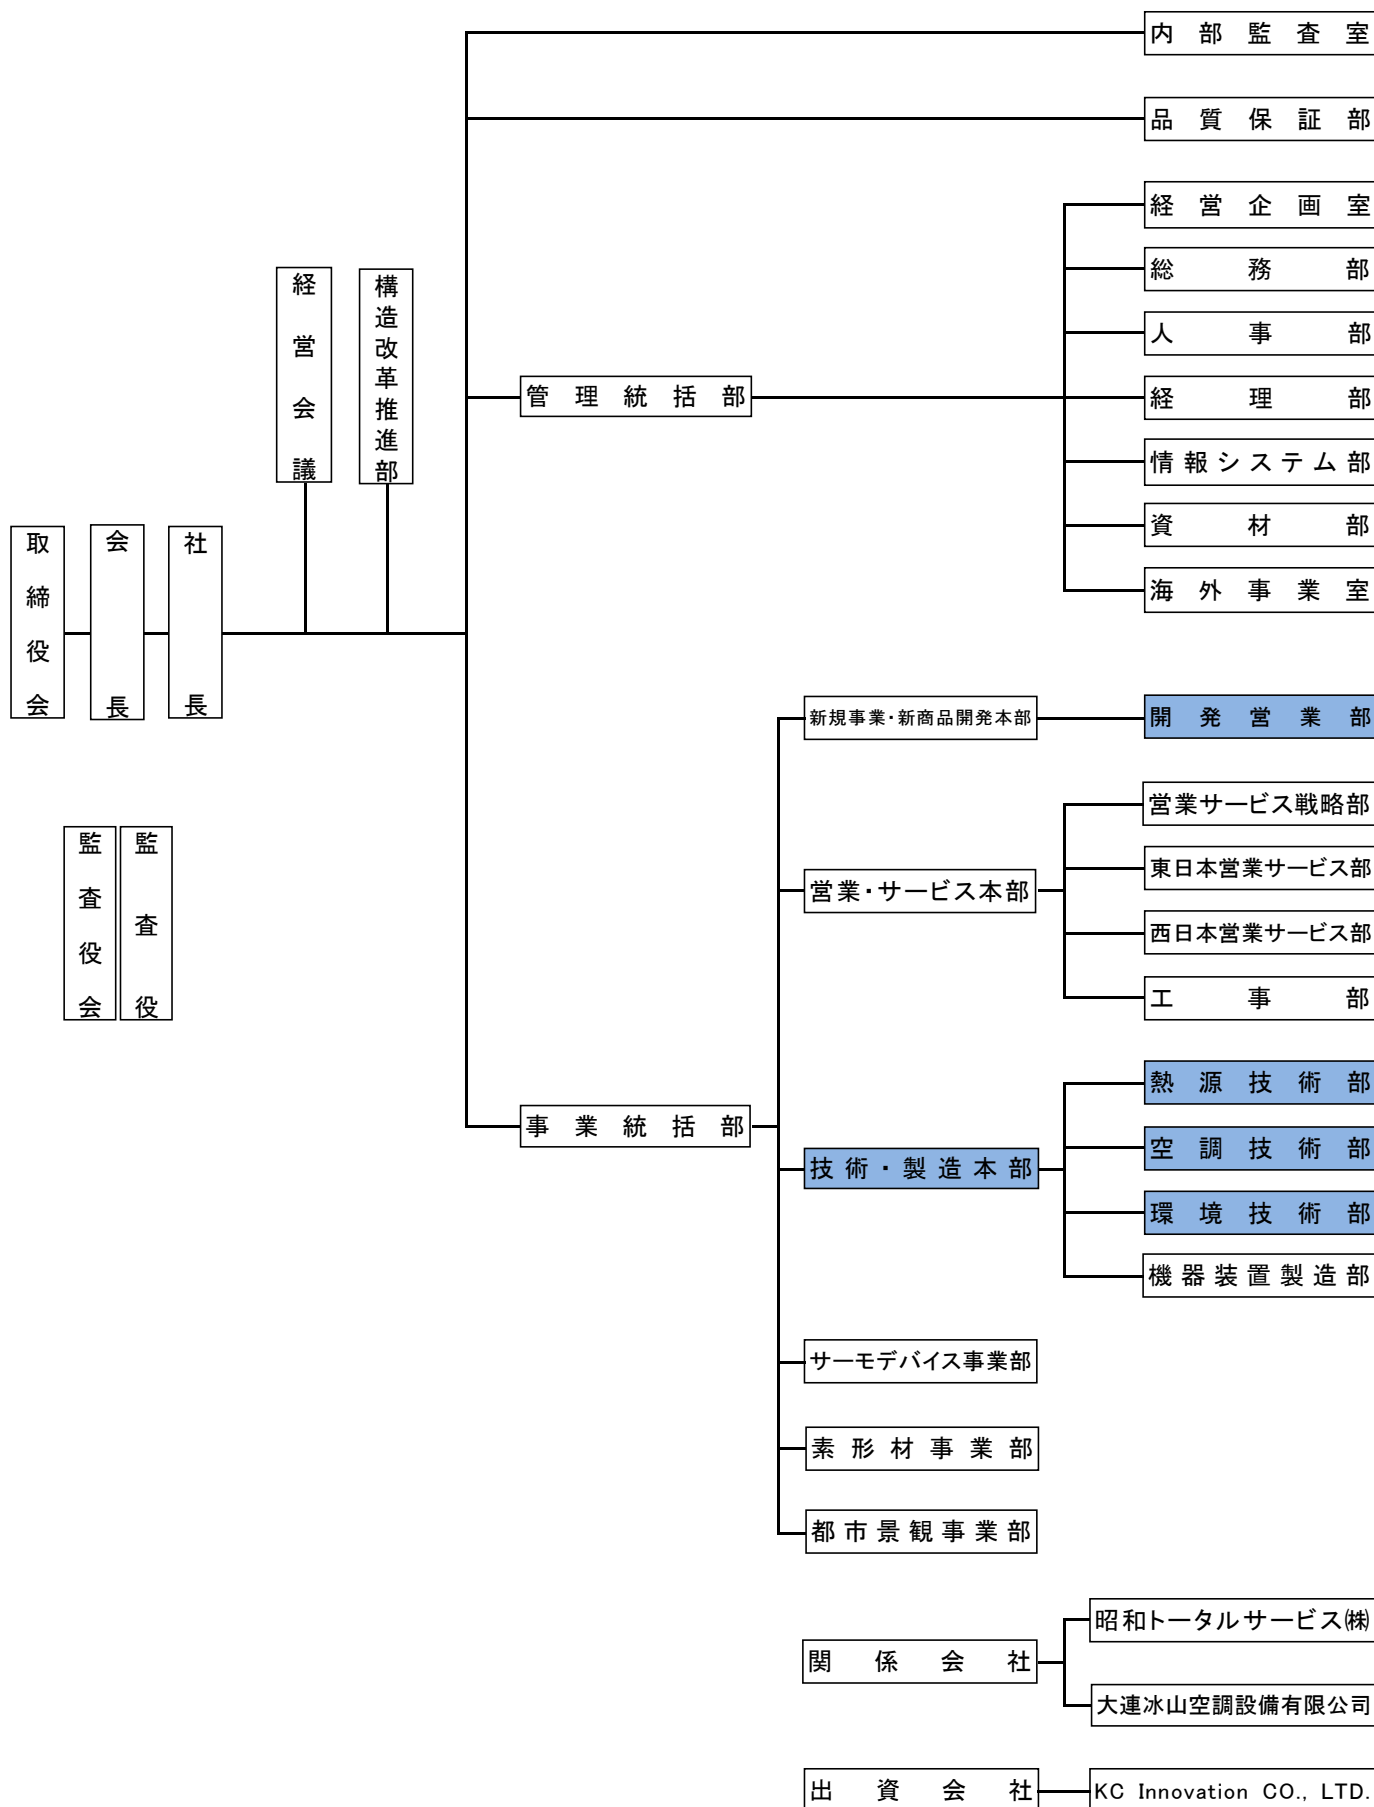 内部監査室
品質保証部
経営企画室
総務部
人事部
経理部
情報システム部
資材部
海外事業室
経営会議
構造改革推進部
管理統括部
取締役会
会長
社長
監査役会
監査役
新規事業・新商品開発本部
開発営業部
営業・サービス本部
営業サービス戦略部
東日本営業サービス部
西日本営業サービス部
工事部
事業統括部
技術・製造本部
熱源技術部
空調技術部
環境技術部
機器装置製造部
サーモデバイス事業部
素形材事業部
都市景観事業部
関係会社
昭和トータルサービス㈱
大連冰山空調設備有限公司
出資会社
KC Innovation CO., LTD.